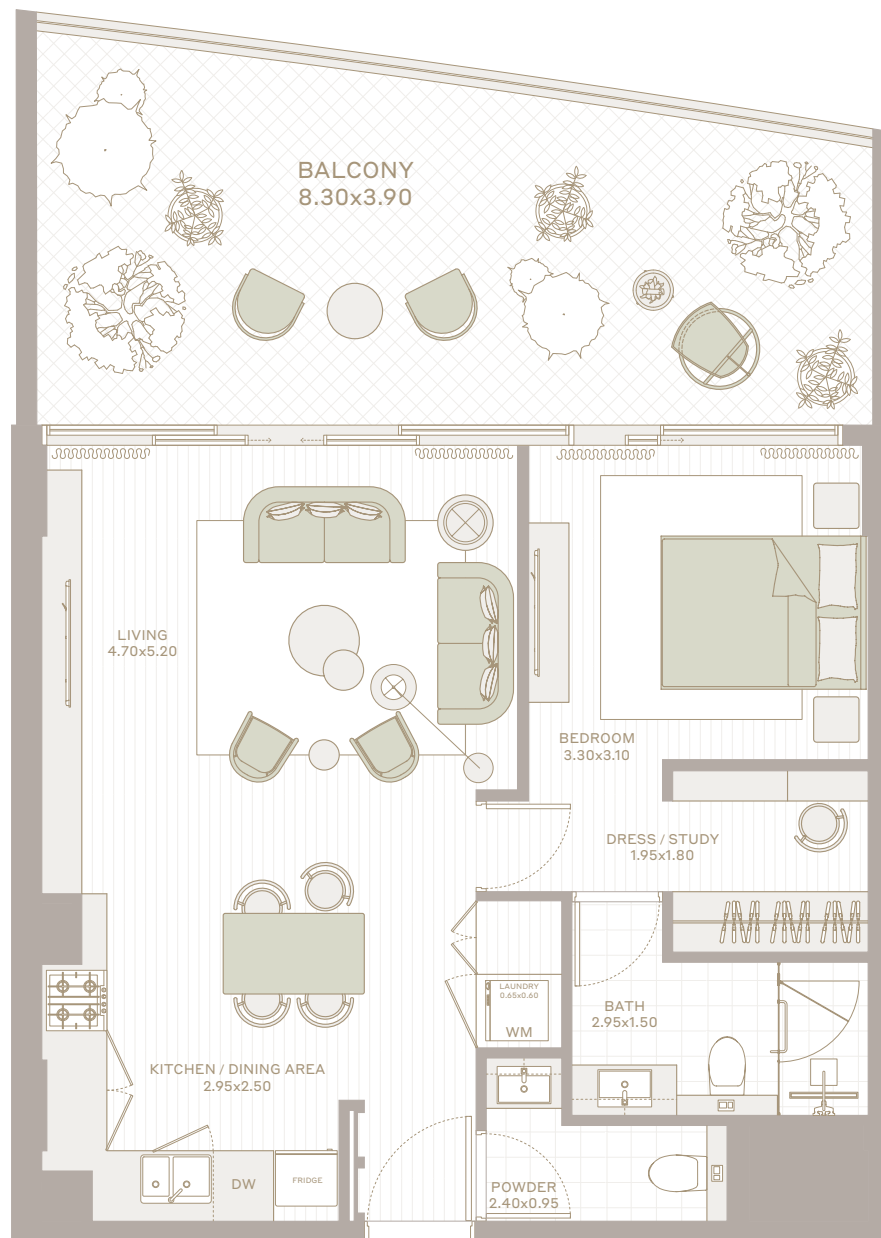 BALCONY
8.30x3.90
LIVING
4.70x5.20
BEDROOM
3.30x3.10
DRESS / STUDY
1.95x1.80
LAUNDRY
0.65x0.60
WM
BATH
2.95x1.50
KITCHEN / DINING AREA
2.95x2.50
DW
FRIDGE
POWDER
2.40x0.95